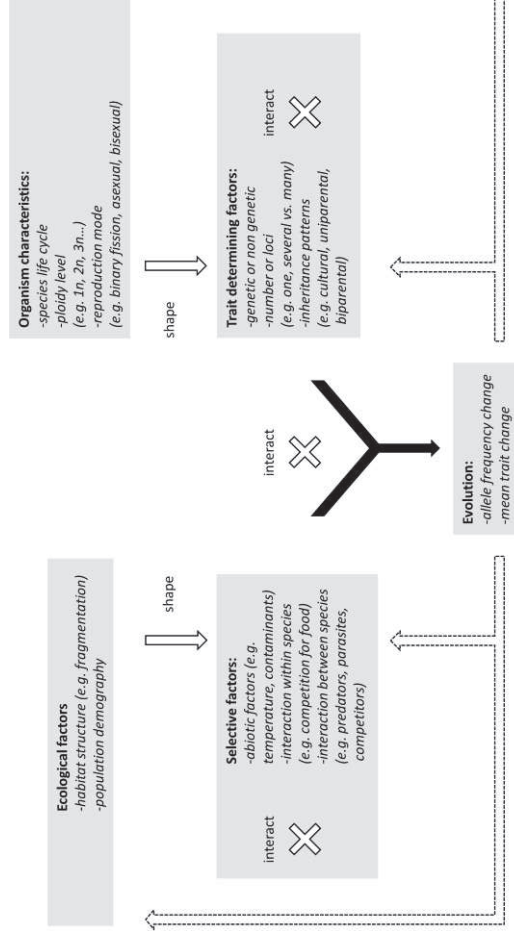 Ecological factors
-habitat structure (e.g. fragmentation)
-population demography
Organism characteristics:
-species life cycle
-ploidy level
(e.g. 1n, 2n, 3n...)
-reproduction mode
(e.g. binary fission, asexual, bisexual)
shape
shape
interact
Selective factors:
-abiotic factors (e.g.
temperature, contaminants)
-interaction within species
(e.g. competition for food)
-interaction between species
(e.g. predators, parasites,
competitors)
interact
Trait determining factors:
-genetic or non genetic
-number or loci
(e.g. one, several vs. many)
-inheritance patterns
(e.g. cultural, uniparental,
biparental)
interact
Evolution:
-allele frequency change
-mean trait change